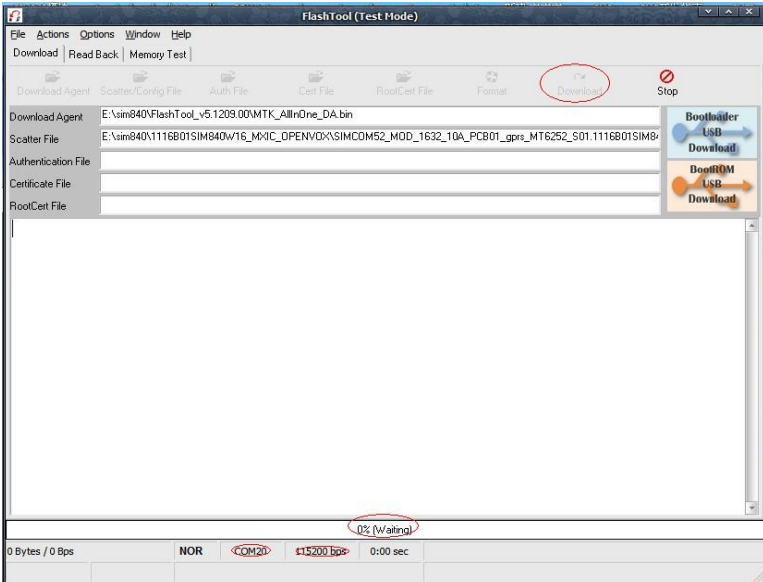 FlashTool (Test Mode)
File Actions Options Window Help
Download Read Back Memory Test
Download Agent Scatter/Config File Auth File Cert File RootCert File Format Download Stop
Download Agent E:\sim840\FlashTool_v5.1209.00\MTK_AllInOne_DA.bin
Scatter File E:\sim840\1116B01SIM840W16_MXIC_OPENVOX\SIMCOM52_MOD_1632_10A_PCB01_gprs_MT6252_S01.1116B01SIM84
Authentication File
Certificate File
RootCert File
Bootloader
USB
Download
BootROM
USB
Download
0% (Waiting)
0 Bytes / 0 Bps NOR COM20 115200 bps 0:00 sec